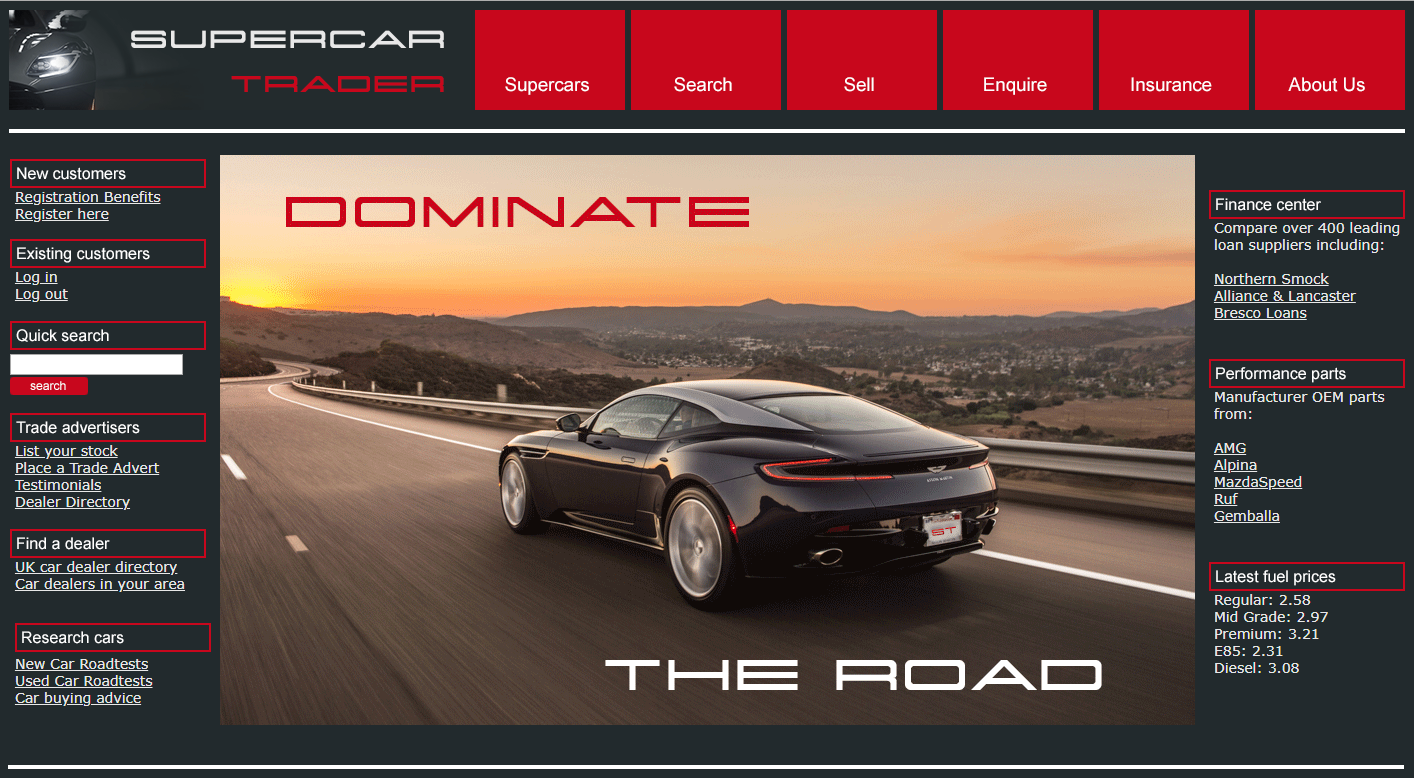 SUPERCAR
TRADER
Supercars
Search
Sell
Enquire
Insurance
About Us
New customers
Registration Benefits
Register here
Existing customers
Log in
Log out
Quick search
search
Trade advertisers
List your stock
Place a Trade Advert
Testimonials
Dealer Directory
Find a dealer
UK car dealer directory
Car dealers in your area
Research cars
New Car Roadtests
Used Car Roadtests
Car buying advice
DOMINATE
ASTON MARTIN
ST
THE ROAD
Finance center
Compare over 400 leading
loan suppliers including:
Northern Smock
Alliance & Lancaster
Bresco Loans
Performance parts
Manufacturer OEM parts
from:
AMG
Alpina
MazdaSpeed
Ruf
Gemballa
Latest fuel prices
Regular: 2.58
Mid Grade: 2.97
Premium: 3.21
E85: 2.31
Diesel: 3.08